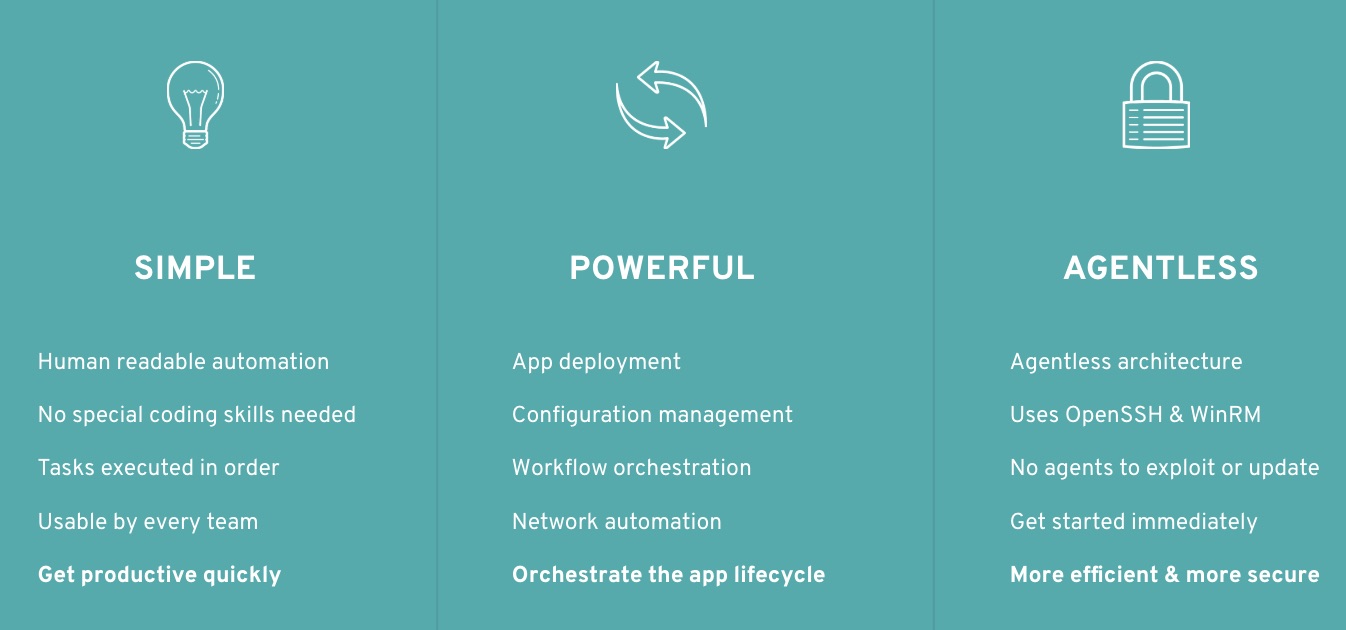 SIMPLE
Human readable automation
No special coding skills needed
Tasks executed in order
Usable by every team
Get productive quickly
POWERFUL
App deployment
Configuration management
Workflow orchestration
Network automation
Orchestrate the app lifecycle
AGENTLESS
Agentless architecture
Uses OpenSSH & WinRM
No agents to exploit or update
Get started immediately
More efficient & more secure